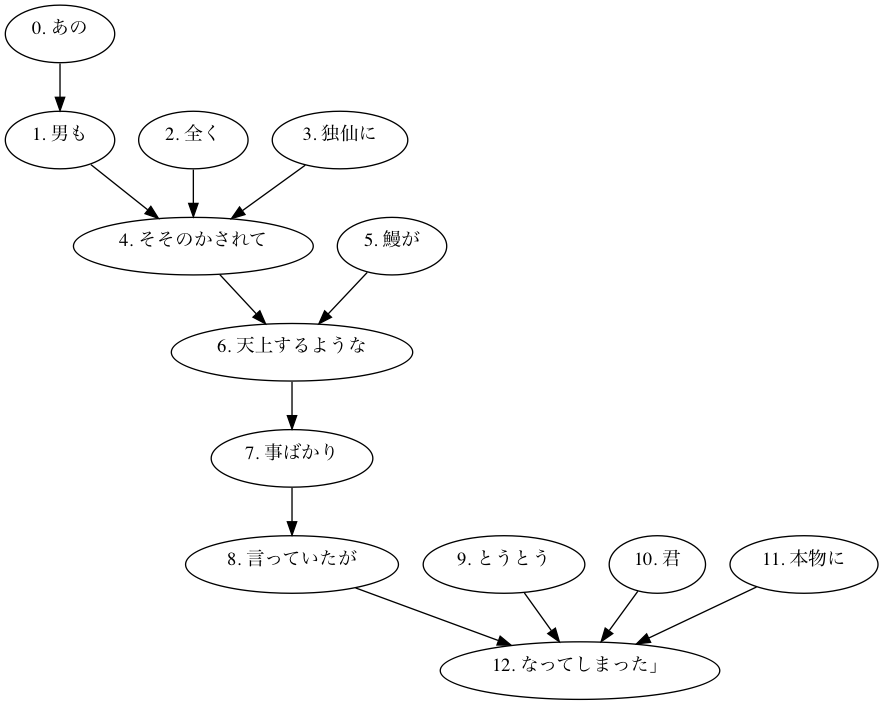 0. あの
1. 男も
2. 全く
3. 独仙に
4. そそのかされて
5. 鰻が
6. 天上するような
7. 事ばかり
8. 言っていたが
9. とうとう
10. 君
11. 本物に
12. なってしまった」